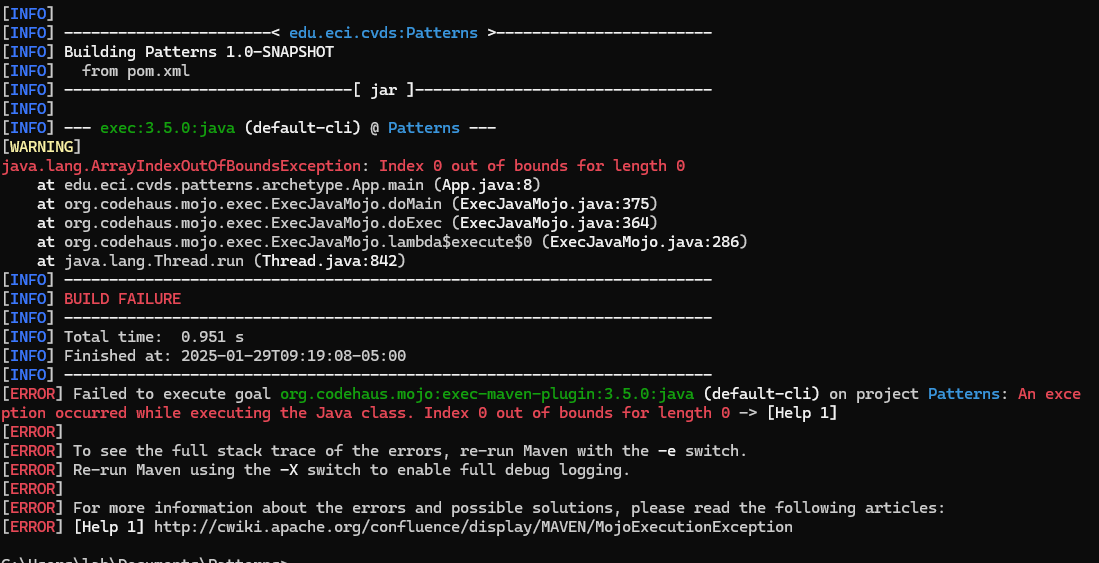 [INFO]
[INFO] -----------------------< edu.eci.cvds:Patterns >------------------------
[INFO] Building Patterns 1.0-SNAPSHOT
[INFO]   from pom.xml
[INFO] --------------------------------[ jar ]---------------------------------
[INFO]
[INFO] --- exec:3.5.0:java (default-cli) @ Patterns ---
[WARNING]
java.lang.ArrayIndexOutOfBoundsException: Index 0 out of bounds for length 0
    at edu.eci.cvds.patterns.archetype.App.main (App.java:8)
    at org.codehaus.mojo.exec.ExecJavaMojo.doMain (ExecJavaMojo.java:375)
    at org.codehaus.mojo.exec.ExecJavaMojo.doExec (ExecJavaMojo.java:364)
    at org.codehaus.mojo.exec.ExecJavaMojo.lambda$execute$0 (ExecJavaMojo.java:286)
    at java.lang.Thread.run (Thread.java:842)
[INFO] ------------------------------------------------------------------------
[INFO] BUILD FAILURE
[INFO] ------------------------------------------------------------------------
[INFO] Total time:  0.951 s
[INFO] Finished at: 2025-01-29T09:19:08-05:00
[INFO] ------------------------------------------------------------------------
[ERROR] Failed to execute goal org.codehaus.mojo:exec-maven-plugin:3.5.0:java (default-cli) on project Patterns: An exce
ption occurred while executing the Java class. Index 0 out of bounds for length 0 -> [Help 1]
[ERROR]
[ERROR] To see the full stack trace of the errors, re-run Maven with the -e switch.
[ERROR] Re-run Maven using the -X switch to enable full debug logging.
[ERROR]
[ERROR] For more information about the errors and possible solutions, please read the following articles:
[ERROR] [Help 1] http://cwiki.apache.org/confluence/display/MAVEN/MojoExecutionException